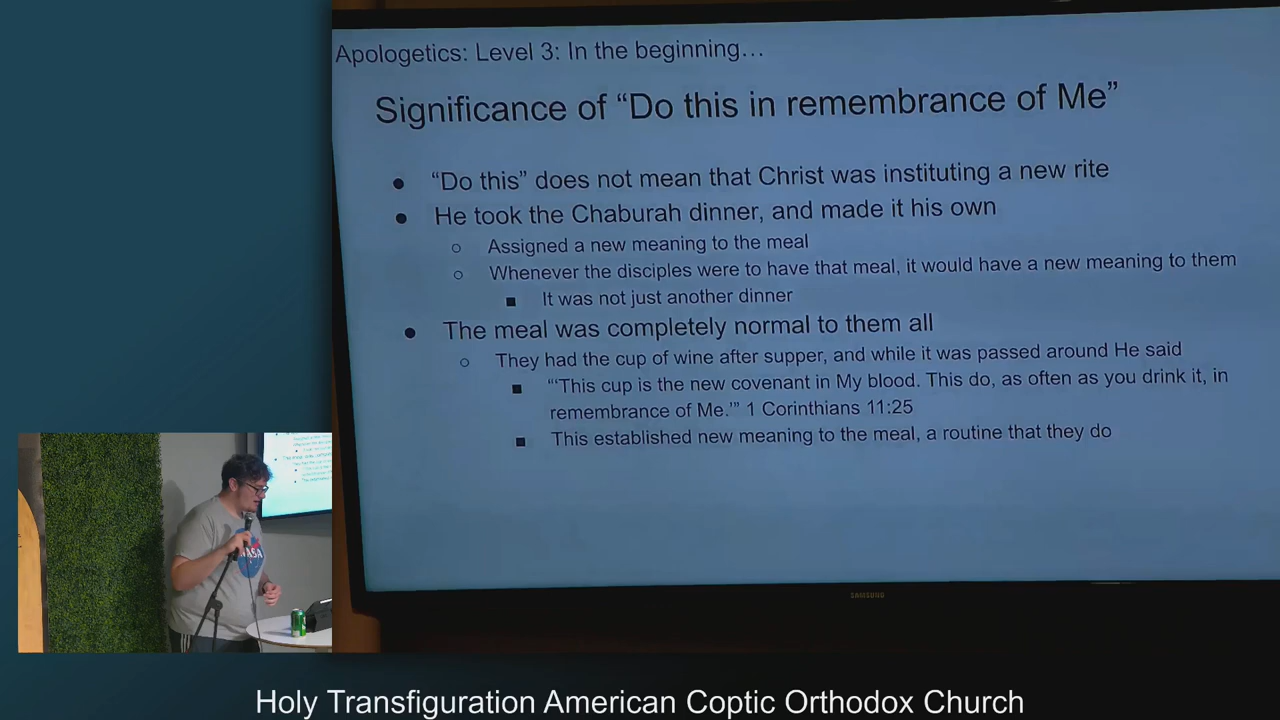 Apologetics: Level 3: In the beginning…
Significance of “Do this in remembrance of Me”
“Do this” does not mean that Christ was instituting a new rite
He took the Chaburah dinner, and made it his own
Assigned a new meaning to the meal
Whenever the disciples were to have that meal, it would have a new meaning to them
It was not just another dinner
The meal was completely normal to them all
They had the cup of wine after supper, and while it was passed around He said
“‘This cup is the new covenant in My blood. This do, as often as you drink it, in
remembrance of Me.’” 1 Corinthians 11:25
This established new meaning to the meal, a routine that they do
SAMSUNG
NASA
Holy Transfiguration American Coptic Orthodox Church